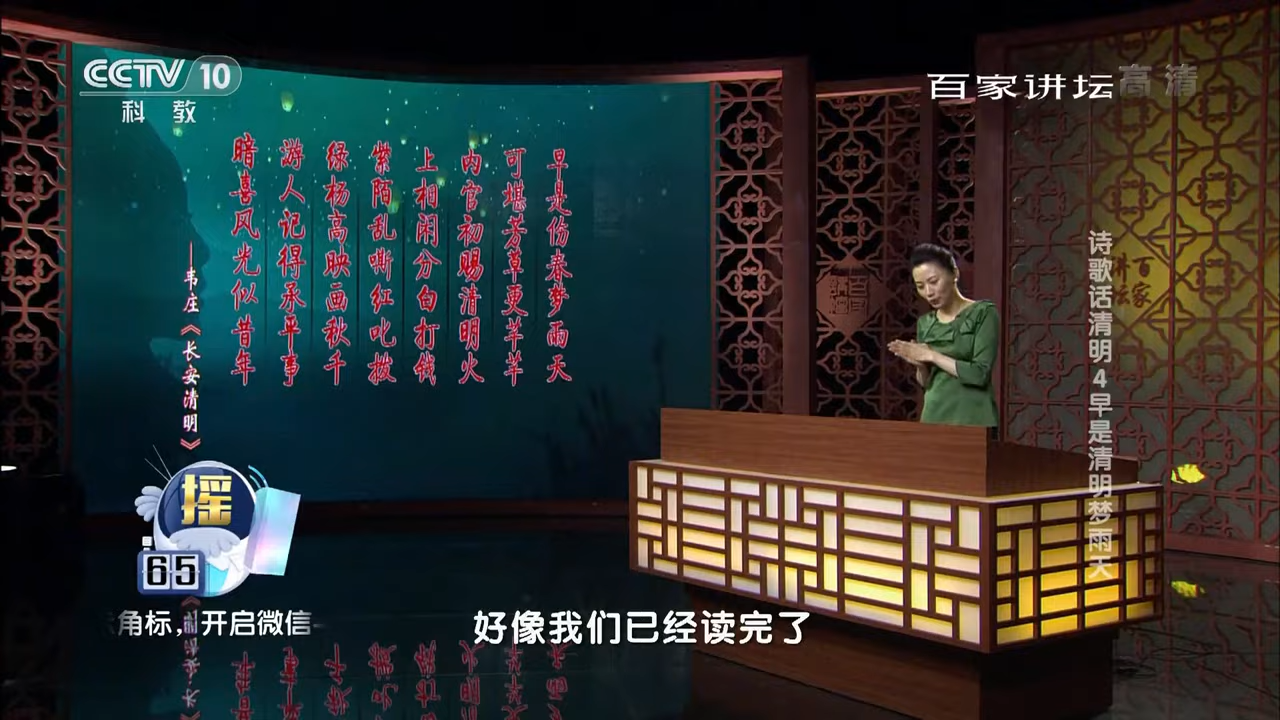 CCTV 10
科教
百家讲坛
高清
早是伤春梦雨天
可堪芳草更芊芊
内官初赐清明火
上相闲分白打钱
紫陌乱嘶红叱拨
绿杨高映画秋千
游人记得承平事
暗喜风光似昔年
——韦庄《长安清明》
诗歌话清明4早是清明梦雨天
百家讲坛
摇
65
角标，开启微信
好像我们已经读完了